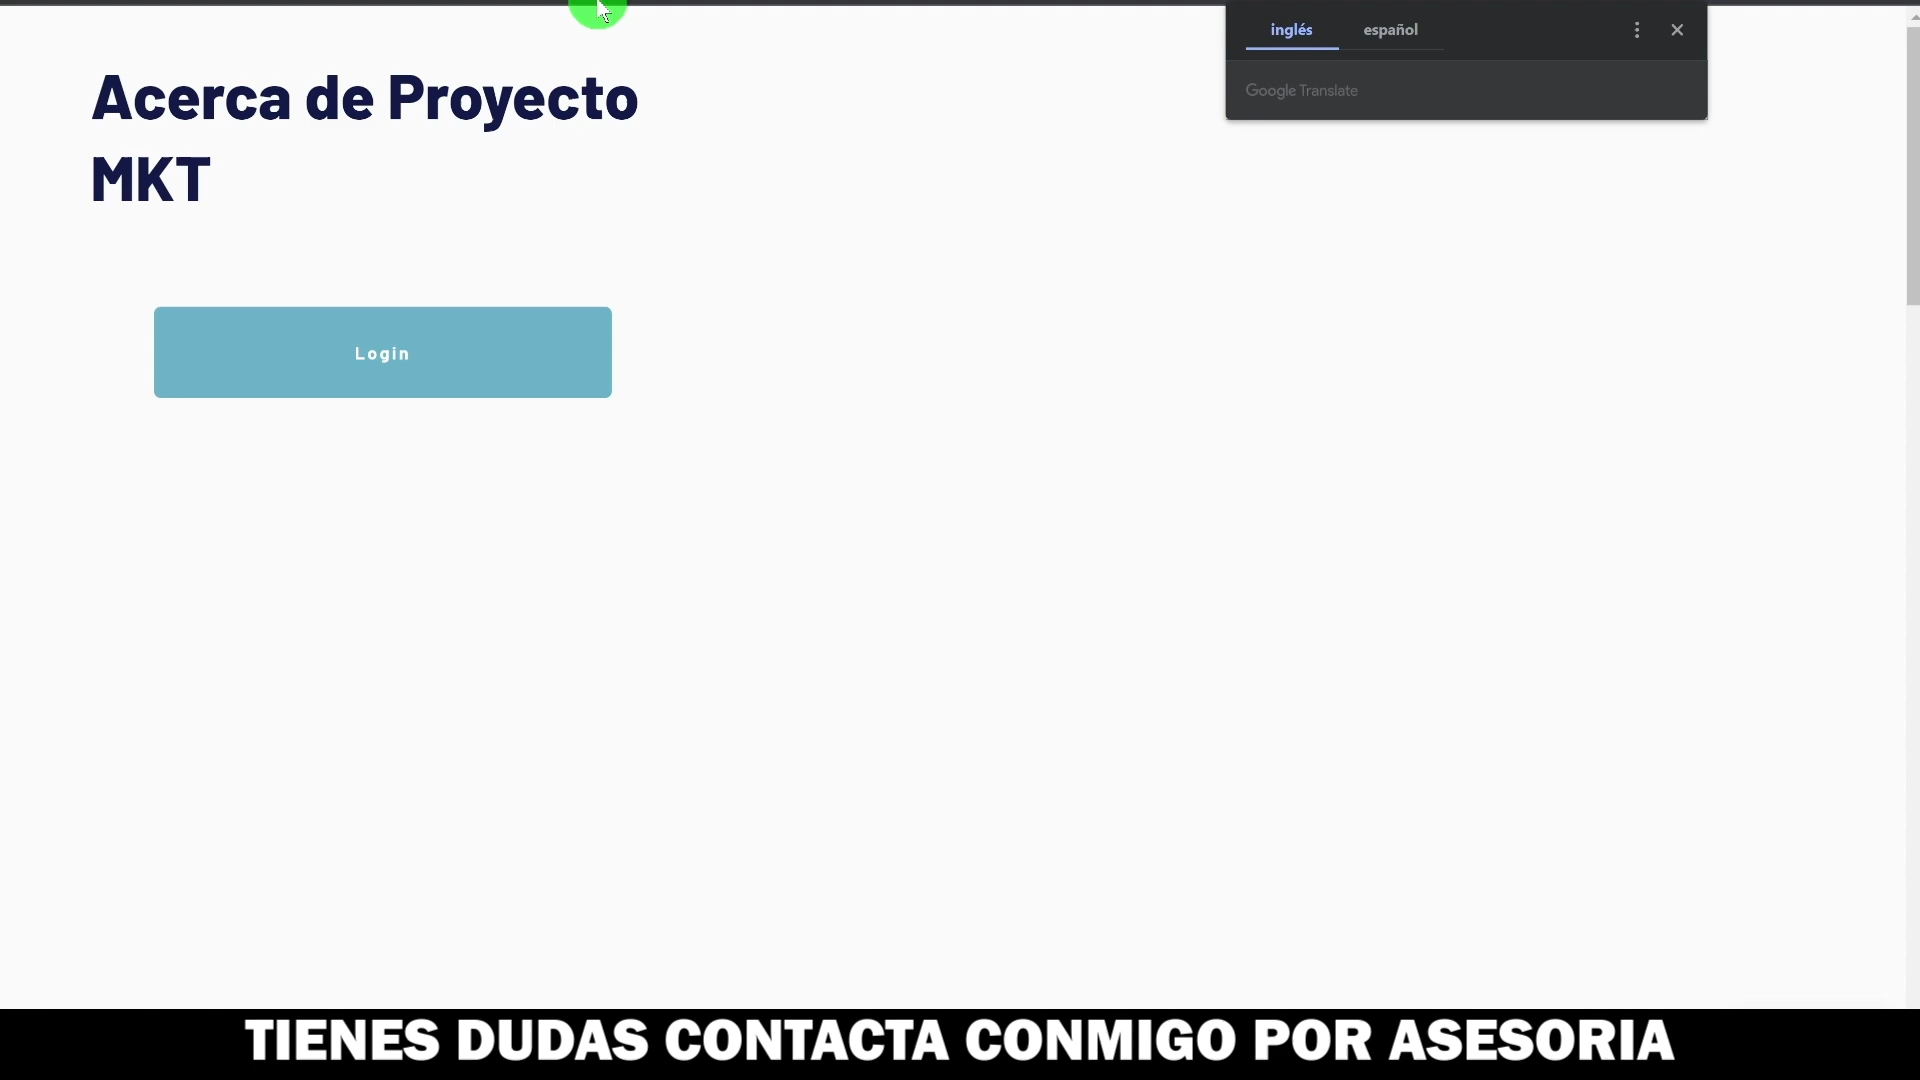 inglés español
Google Translate
Acerca de Proyecto
MKT
Login
TIENES DUDAS CONTACTA CONMIGO POR ASESORIA